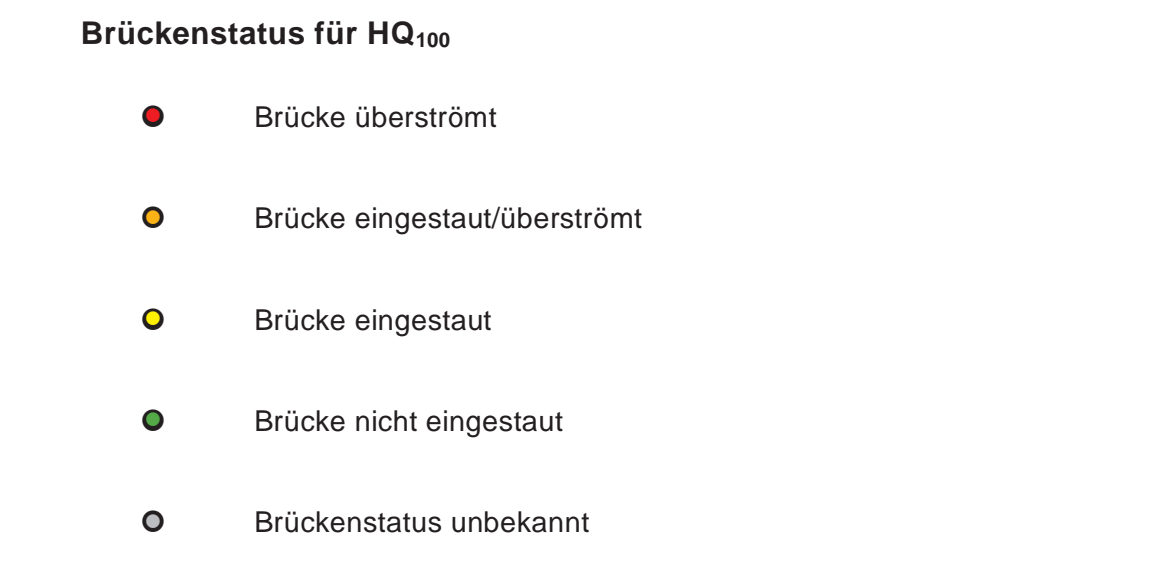 Brückenstatus für HQ100
Brücke überströmt
Brücke eingestaut/überströmt
Brücke eingestaut
Brücke nicht eingestaut
Brückenstatus unbekannt